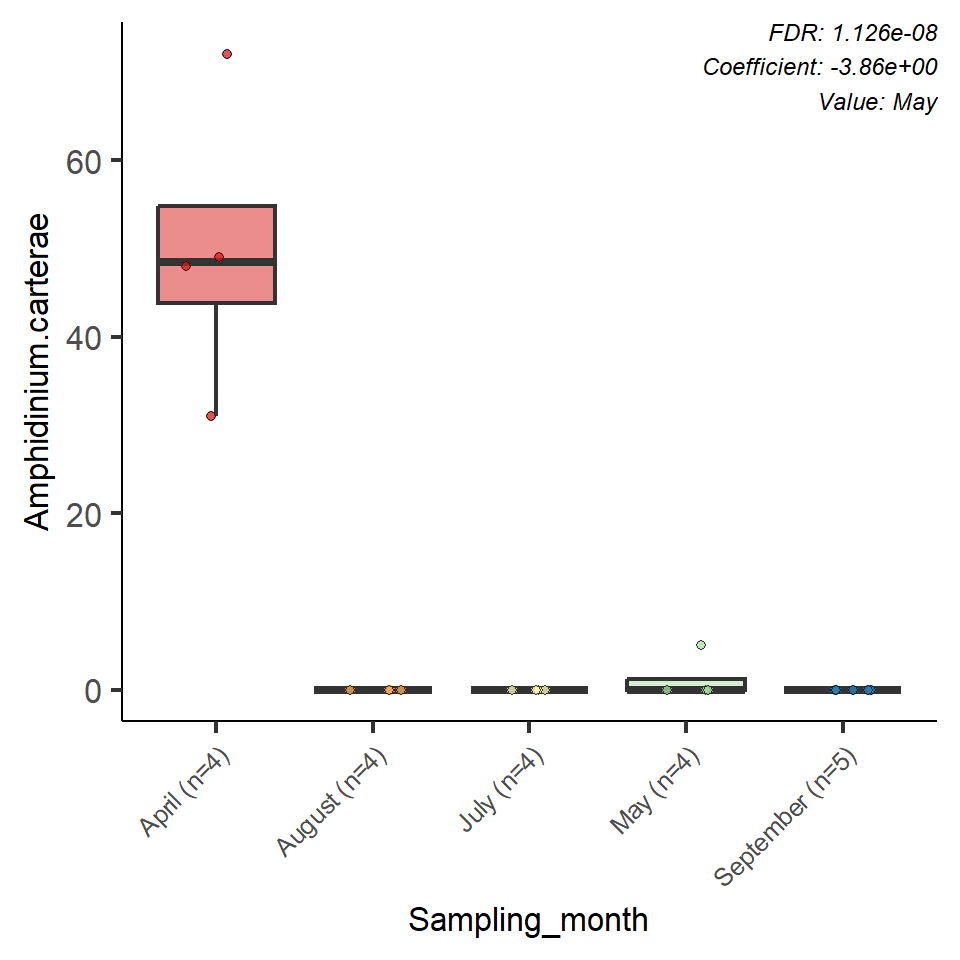 FDR: 1.126e-08
Coefficient: -3.86e+00
Value: May
Amphidinium.carterae
60
40
20
0
April (n=4)
August (n=4)
July (n=4)
May (n=4)
September (n=5)
Sampling_month